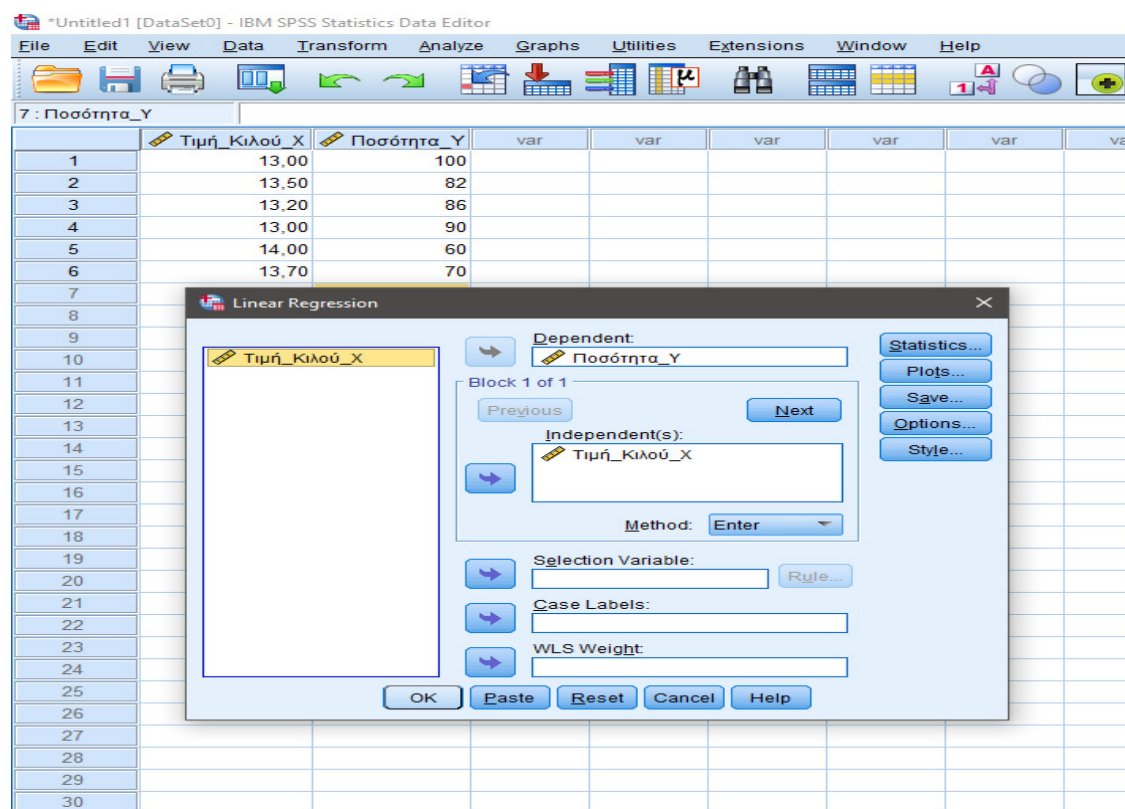 *Untitled1 [DataSet0] - IBM SPSS Statistics Data Editor
File Edit View Data Transform Analyze Graphs Utilities Extensions Window Help
7 : Ποσότητα_Υ
Τιμή_Κιλού_Χ Ποσότητα_Υ var var var var var va
1 13,00 100
2 13,50 82
3 13,20 86
4 13,00 90
5 14,00 60
6 13,70 70
7
8
9
10
11
12
13
14
15
16
17
18
19
20
21
22
23
24
25
26
27
28
29
30
Linear Regression
Τιμή_Κιλού_Χ
Dependent:
Ποσότητα_Υ
Block 1 of 1
Previous Next
Independent(s):
Τιμή_Κιλού_Χ
Method: Enter
Selection Variable:
Rule...
Case Labels:
WLS Weight:
Statistics...
Plots...
Save...
Options...
Style...
OK Paste Reset Cancel Help